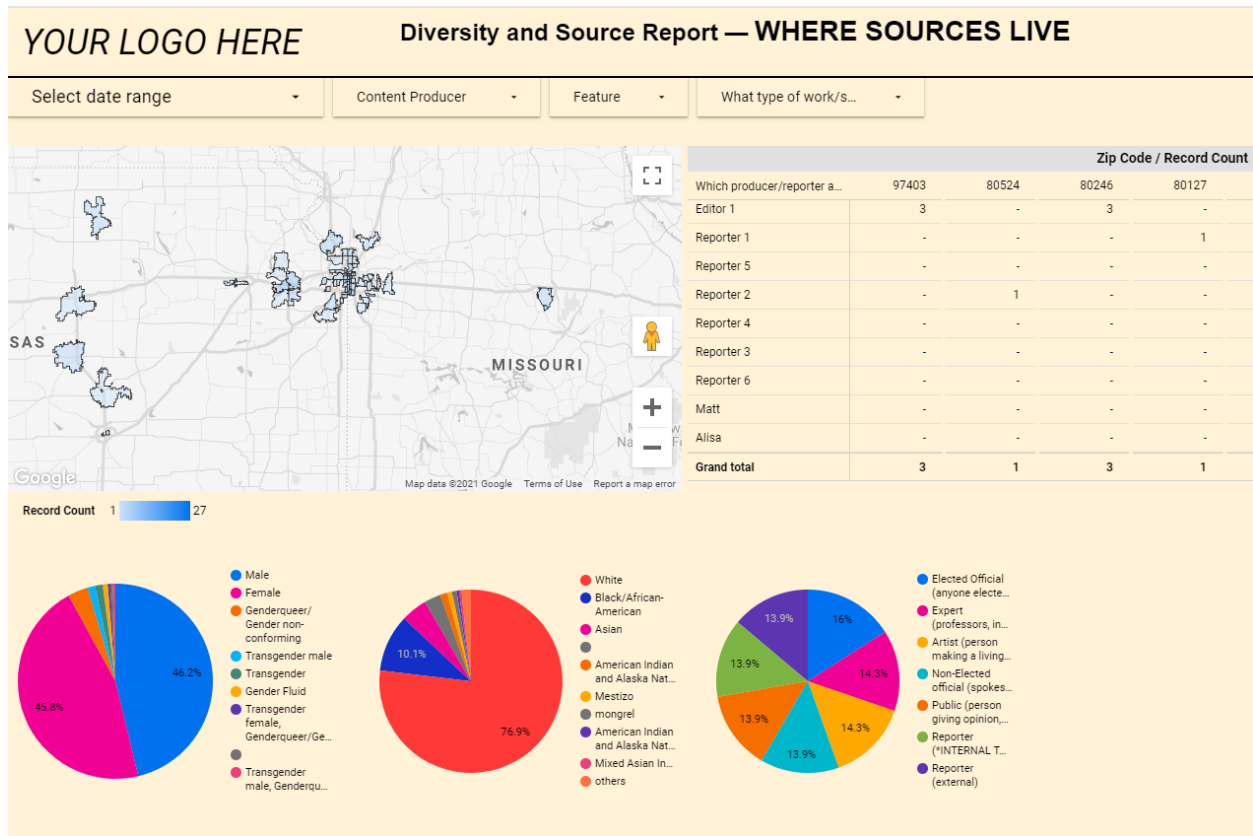 YOUR LOGO HERE
Diversity and Source Report — WHERE SOURCES LIVE
Select date range
Content Producer
Feature
What type of work/s...
SAS
MISSOURI
Google
Map data ©2021 Google Terms of Use Report a map error
Zip Code / Record Count
Which producer/reporter a... 97403 80524 80246 80127
Editor 1 3 - 3 -
Reporter 1 - - - 1
Reporter 5 - - - -
Reporter 2 - 1 - -
Reporter 4 - - - -
Reporter 3 - - - -
Reporter 6 - - - -
Matt - - - -
Alisa - - - -
Grand total 3 1 3 1
Record Count 1 27
46.2%
45.8%
Male
Female
Genderqueer/
Gender non-
conforming
Transgender male
Transgender
Gender Fluid
Transgender
female,
Genderqueer/Ge...
Transgender
male, Genderqu...
10.1%
76.9%
White
Black/African-
American
Asian
American Indian
and Alaska Nat...
Mestizo
mongrel
American Indian
and Alaska Nat...
Mixed Asian In...
others
13.9%
16%
13.9%
14.3%
13.9%
14.3%
13.9%
Elected Official
(anyone electe...
Expert
(professors, in...
Artist (person
making a living...
Non-Elected
official (spokes...
Public (person
giving opinion,...
Reporter
(*INTERNAL T...
Reporter
(external)